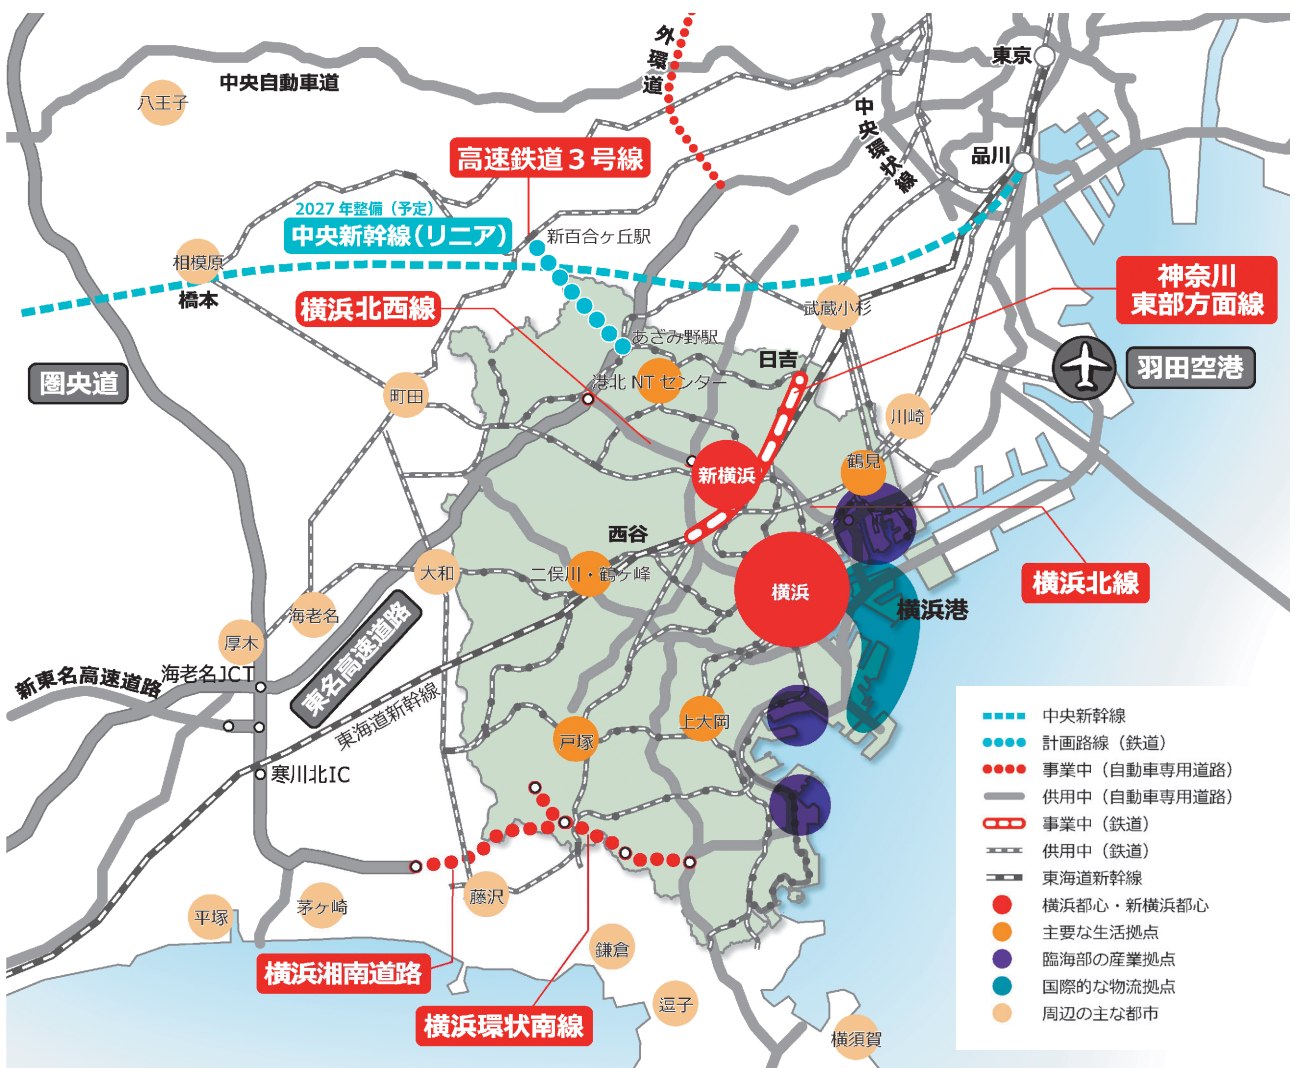 外環道
東京
中央自動車道
八王子
中央環状線
高速鉄道３号線
品川
2027年整備（予定）
中央新幹線（リニア）
新百合ヶ丘駅
相模原
橋本
神奈川
東部方面線
横浜北西線
武蔵小杉
あざみ野駅
日吉
羽田空港
圏央道
港北NTセンター
町田
川崎
鶴見
新横浜
西谷
二俣川・鶴ヶ峰
大和
横浜
横浜北線
横浜港
海老名
厚木
海老名JCT
新東名高速道路
東名高速道路
東海道新幹線
上大岡
戸塚
寒川北IC
藤沢
茅ヶ崎
平塚
鎌倉
横浜湘南道路
逗子
横浜環状南線
横須賀
中央新幹線
計画路線（鉄道）
事業中（自動車専用道路）
供用中（自動車専用道路）
事業中（鉄道）
供用中（鉄道）
東海道新幹線
横浜都心・新横浜都心
主要な生活拠点
臨海部の産業拠点
国際的な物流拠点
周辺の主な都市